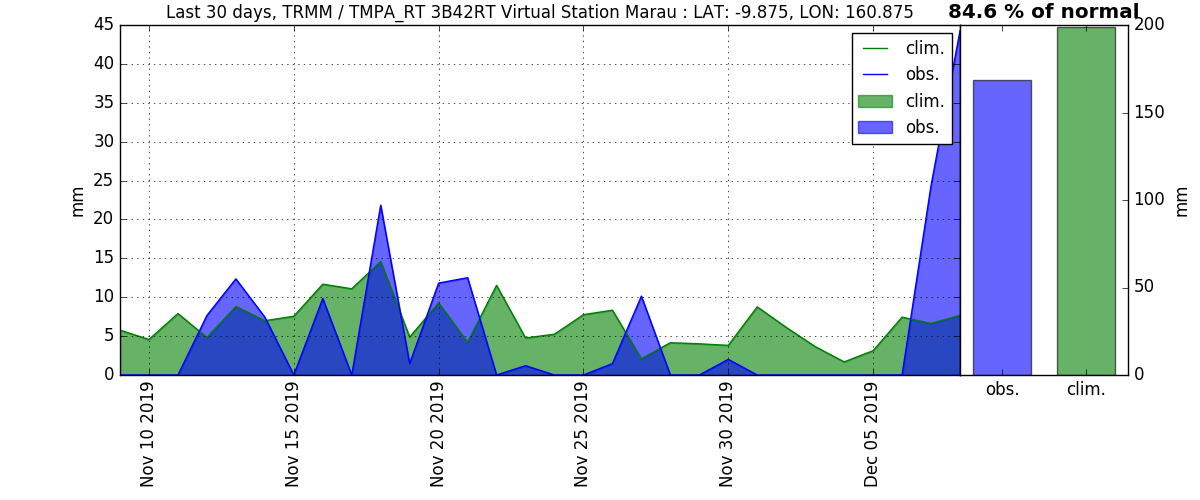 Last 30 days, TRMM / TMPA_RT 3B42RT Virtual Station Marau : LAT: -9.875, LON: 160.875
84.6 % of normal
mm
45
40
35
30
25
20
15
10
5
0
clim.
obs.
clim.
obs.
Nov 10 2019
Nov 15 2019
Nov 20 2019
Nov 25 2019
Nov 30 2019
Dec 05 2019
obs.
clim.
200
150
100
50
0
mm